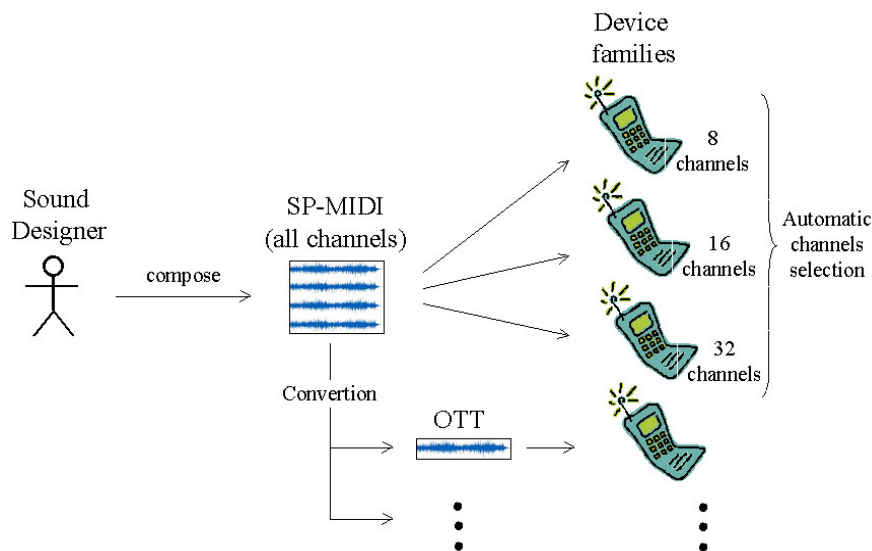 Device
families
8
channels
Sound
Designer
SP-MIDI
(all channels)
compose
16
channels
Automatic
channels
selection
32
channels
Convertion
OTT